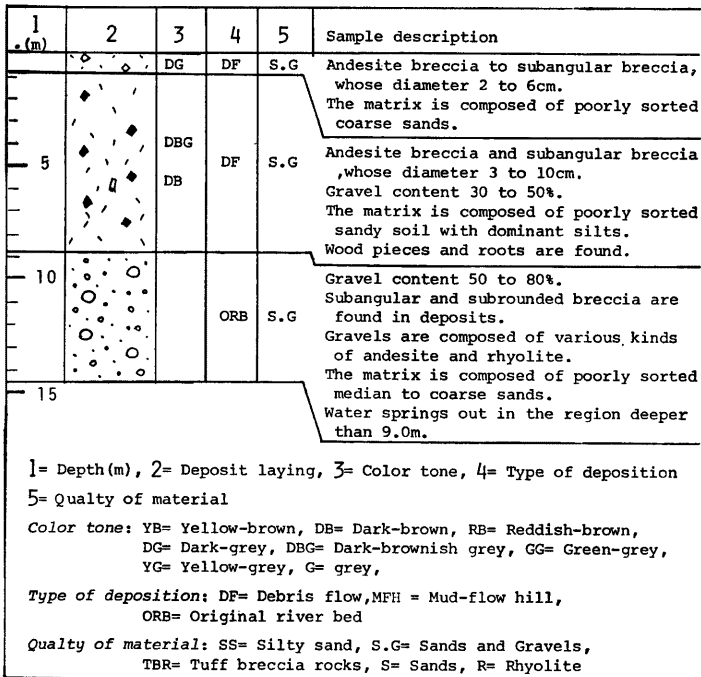 1 2 3 4 5 Sample description
.(m)
DG DF S.G Andesite breccia to subangular breccia,
whose diameter 2 to 6cm.
The matrix is composed of poorly sorted
coarse sands.
DBG
5 DB DF S.G Andesite breccia and subangular breccia
,whose diameter 3 to 10cm.
Gravel content 30 to 50%.
The matrix is composed of poorly sorted
sandy soil with dominant silts.
Wood pieces and roots are found.
10 Gravel content 50 to 80%.
Subangular and subrounded breccia are
found in deposits.
ORB S.G Gravels are composed of various kinds
of andesite and rhyolite.
The matrix is composed of poorly sorted
median to coarse sands.
15 Water springs out in the region deeper
than 9.0m.
1= Depth(m), 2= Deposit laying, 3= Color tone, 4= Type of deposition
5= Qualty of material
Color tone: YB= Yellow-brown, DB= Dark-brown, RB= Reddish-brown,
DG= Dark-grey, DBG= Dark-brownish grey, GG= Green-grey,
YG= Yellow-grey, G= grey,
Type of deposition: DF= Debris flow,MFH = Mud-flow hill,
ORB= Original river bed
Qualty of material: SS= Silty sand, S.G= Sands and Gravels,
TBR= Tuff breccia rocks, S= Sands, R= Rhyolite